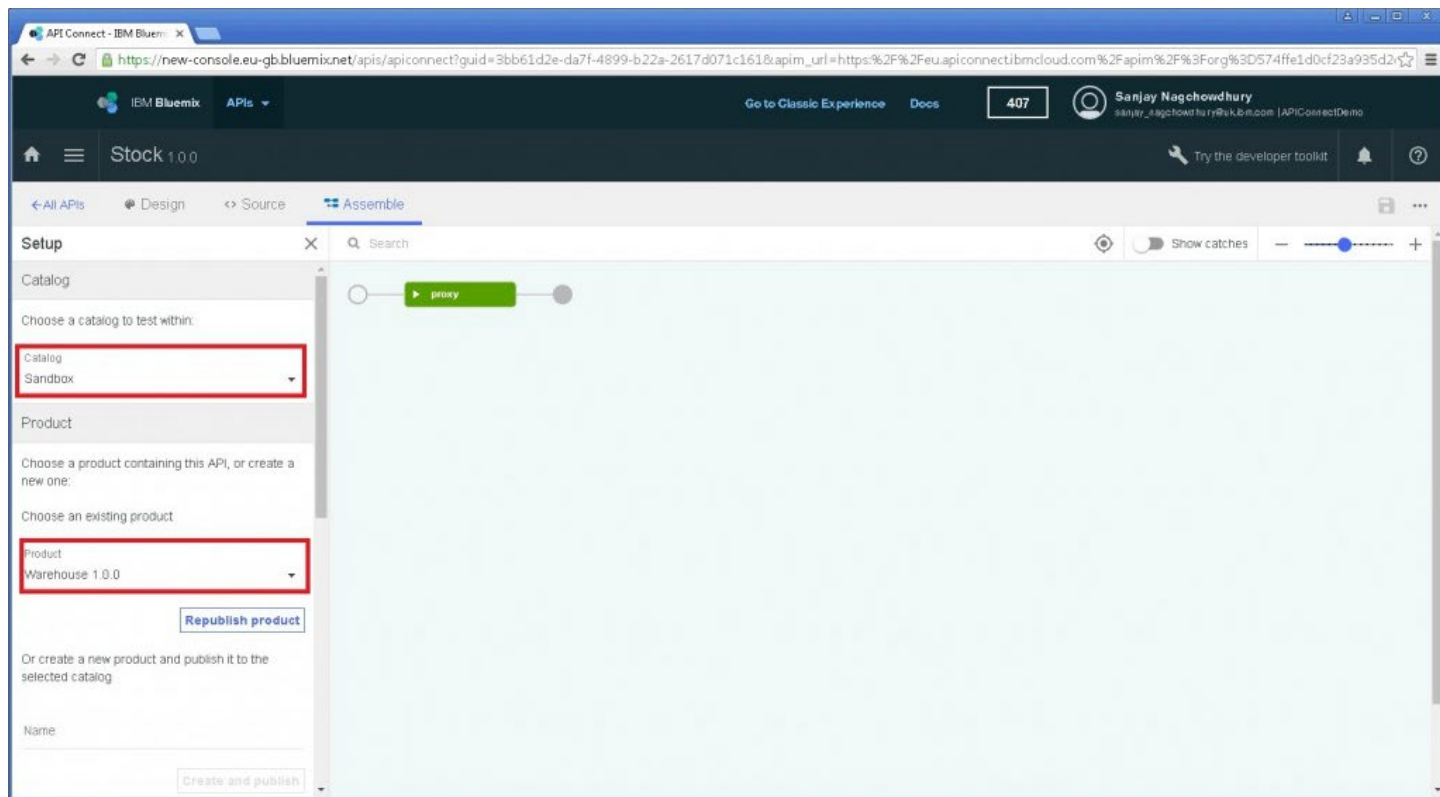 API Connect - IBM Bluem
https://new-console.eu-gb.bluemix.net/apis/apiconnect?guid=3bb61d2e-da7f-4899-b22a-2617d071c161&apim_url=https:%2F%2Feu.apiconnect.ibmcloud.com%2Fapim%2F%3Forg%3D574ffe1d0cf23a935d2
IBM Bluemix APIs Go to Classic Experience Docs 407 Sanjay Nagchowdhury
sanjay_nagchowdhury@uk.ibm.com | APIConnectDemo
Stock 1.0.0 Try the developer toolkit
All APIs Design Source Assemble
Setup Search Show catches
Catalog
proxy
Choose a catalog to test within:
Catalog
Sandbox
Product
Choose a product containing this API, or create a
new one:
Choose an existing product
Product
Warehouse 1.0.0
Republish product
Or create a new product and publish it to the
selected catalog
Name
Create and publish